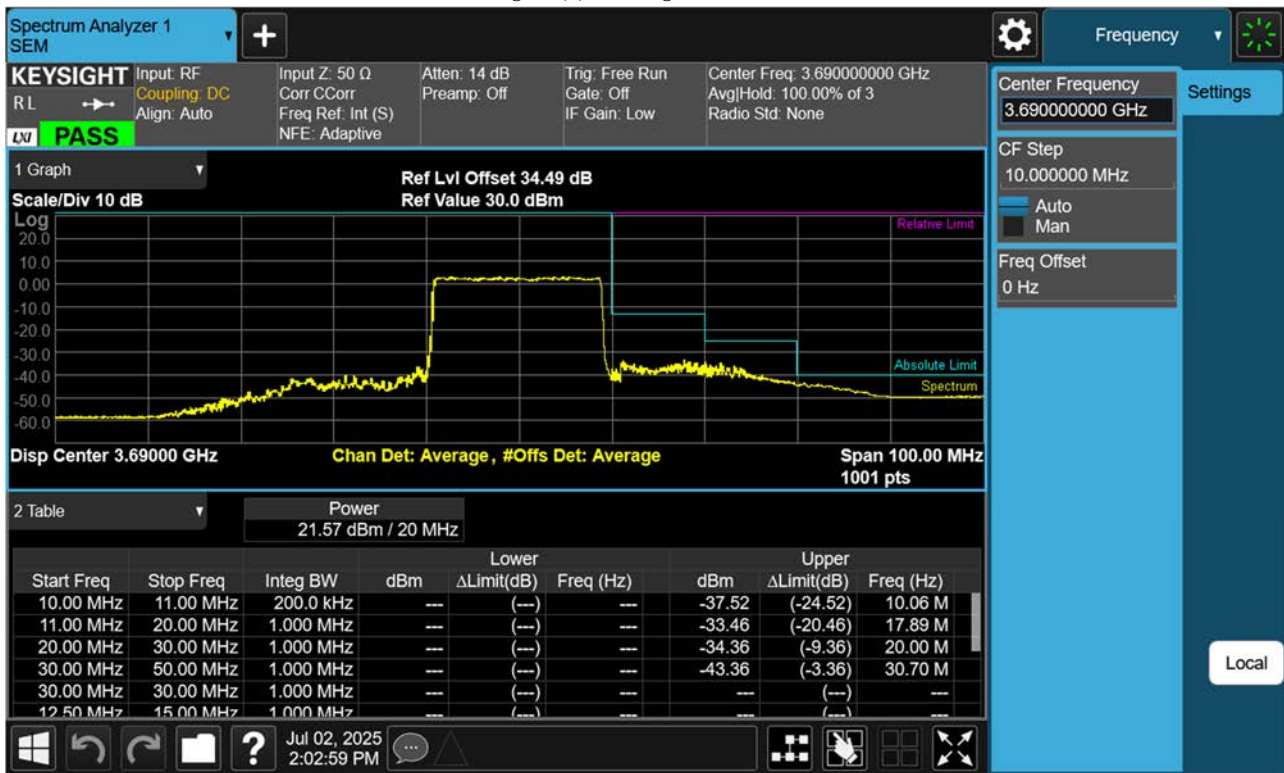 Spectrum Analyzer 1
SEM
Frequency
KEYSIGHT
RL
LXI
PASS
Input: RF
Coupling: DC
Align: Auto
Input Z: 50 Ω
Corr CCorr
Freq Ref: Int (S)
NFE: Adaptive
Atten: 14 dB
Preamp: Off
Trig: Free Run
Gate: Off
IF Gain: Low
Center Freq: 3.690000000 GHz
Avg|Hold: 100.00% of 3
Radio Std: None
Center Frequency
3.690000000 GHz
Settings
CF Step
10.000000 MHz
Auto
Man
Freq Offset
0 Hz
Local
1 Graph
Scale/Div 10 dB
Ref Lvl Offset 34.49 dB
Ref Value 30.0 dBm
Log
20.0
10.0
0.00
-10.0
-20.0
-30.0
-40.0
-50.0
-60.0
Relative Limit
Absolute Limit
Spectrum
Disp Center 3.69000 GHz
Chan Det: Average, #Offs Det: Average
Span 100.00 MHz
1001 pts
2 Table
Power
21.57 dBm / 20 MHz
Lower Upper
Start Freq Stop Freq Integ BW dBm ΔLimit(dB) Freq (Hz) dBm ΔLimit(dB) Freq (Hz)
10.00 MHz 11.00 MHz 200.0 kHz --- (---) --- -37.52 (-24.52) 10.06 M
11.00 MHz 20.00 MHz 1.000 MHz --- (---) --- -33.46 (-20.46) 17.89 M
20.00 MHz 30.00 MHz 1.000 MHz --- (---) --- -34.36 (-9.36) 20.00 M
30.00 MHz 50.00 MHz 1.000 MHz --- (---) --- -43.36 (-3.36) 30.70 M
30.00 MHz 30.00 MHz 1.000 MHz --- (---) --- --- (---) ---
12.50 MHz 15.00 MHz 1.000 MHz --- (---) --- --- (---) ---
Jul 02, 2025
2:02:59 PM